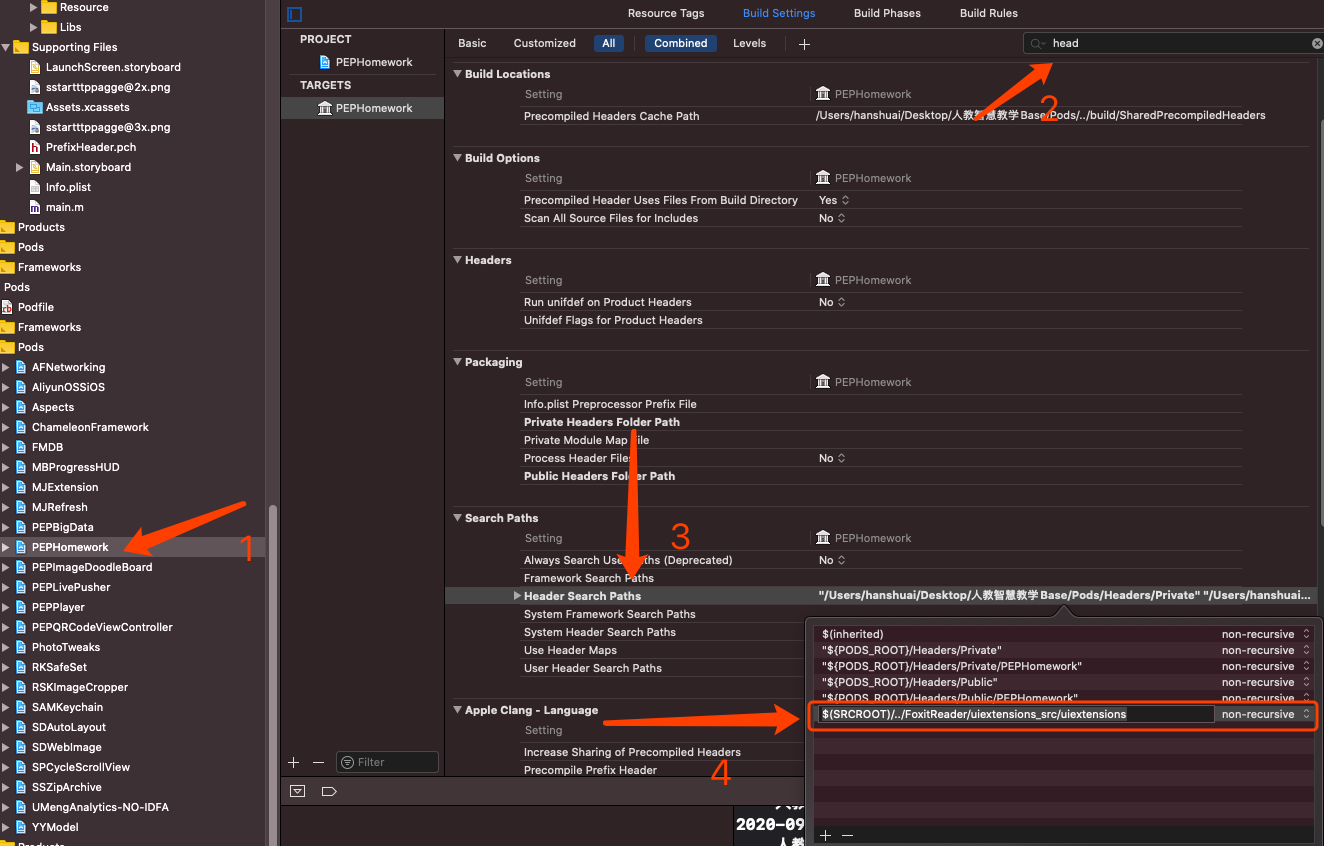 Resource
Libs
Supporting Files
LaunchScreen.storyboard
sstartttppagge@2x.png
Assets.xcassets
sstartttppagge@3x.png
PrefixHeader.pch
Main.storyboard
Info.plist
main.m
Products
Pods
Frameworks
Pods
Podfile
Frameworks
Pods
AFNetworking
AliyunOSSiOS
Aspects
ChameleonFramework
FMDB
MBProgressHUD
MJExtension
MJRefresh
PEPBigData
PEPHomework
1
PEPImageDoodleBoard
PEPLivePusher
PEPPlayer
PEPQRCodeViewController
PhotoTweaks
RKSafeSet
RSKImageCropper
SAMKeychain
SDAutoLayout
SDWebImage
SPCycleScrollView
SSZipArchive
UMengAnalytics-NO-IDFA
YYModel
PROJECT
PEPHomework
TARGETS
PEPHomework
Filter
Resource Tags Build Settings Build Phases Build Rules
Basic Customized All Combined Levels head
2
Build Locations
Setting PEPHomework
Precompiled Headers Cache Path /Users/hanshuai/Desktop/人教智慧教学Base/Pods/../build/SharedPrecompiledHeaders
Build Options
Setting PEPHomework
Precompiled Header Uses Files From Build Directory Yes
Scan All Source Files for Includes No
Headers
Setting PEPHomework
Run unifdef on Product Headers No
Unifdef Flags for Product Headers
Packaging
Setting PEPHomework
Info.plist Preprocessor Prefix File
Private Headers Folder Path
Private Module Map File
Process Header Files No
Public Headers Folder Path
Search Paths
3
Setting PEPHomework
Always Search User Paths (Deprecated) No
Framework Search Paths
Header Search Paths "/Users/hanshuai/Desktop/人教智慧教学Base/Pods/Headers/Private" "/Users/hanshuai...
System Framework Search Paths
System Header Search Paths
Use Header Maps
User Header Search Paths
Apple Clang - Language
Setting
Increase Sharing of Precompiled Headers
Precompile Prefix Header
4
$(inherited) non-recursive
"${PODS_ROOT}/Headers/Private" non-recursive
"${PODS_ROOT}/Headers/Private/PEPHomework" non-recursive
"${PODS_ROOT}/Headers/Public" non-recursive
"${PODS_ROOT}/Headers/Public/PEPHomework" non-recursive
$(SRCROOT)/../FoxitReader/uiextensions_src/uiextensions non-recursive
2020-09
人教